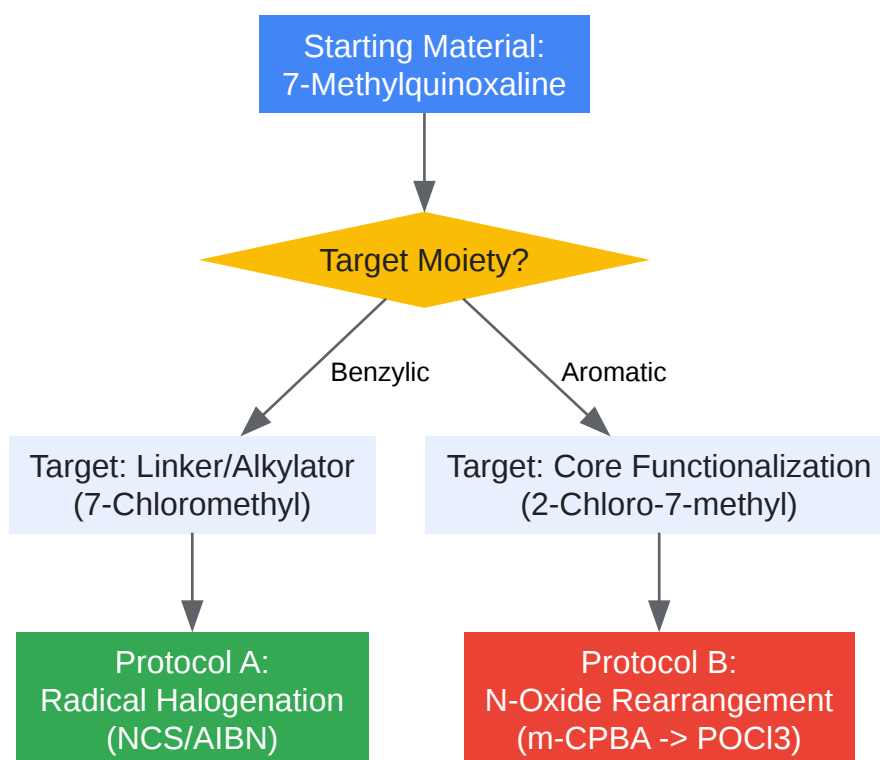 Starting Material:
7-Methylquinoxaline
Target Moiety?
Benzylic
Aromatic
Target: Linker/Alkylator
(7-Chloromethyl)
Target: Core Functionalization
(2-Chloro-7-methyl)
Protocol A:
Radical Halogenation
(NCS/AIBN)
Protocol B:
N-Oxide Rearrangement
(m-CPBA -> POCl3)